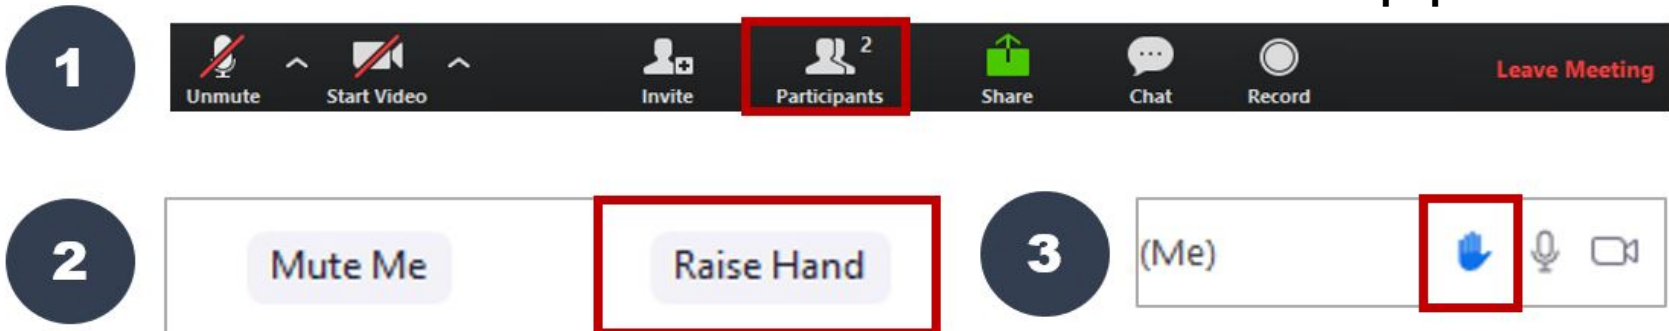 1
Unmute Start Video Invite Participants 2 Share Chat Record Leave Meeting
2
Mute Me Raise Hand
3
(Me)